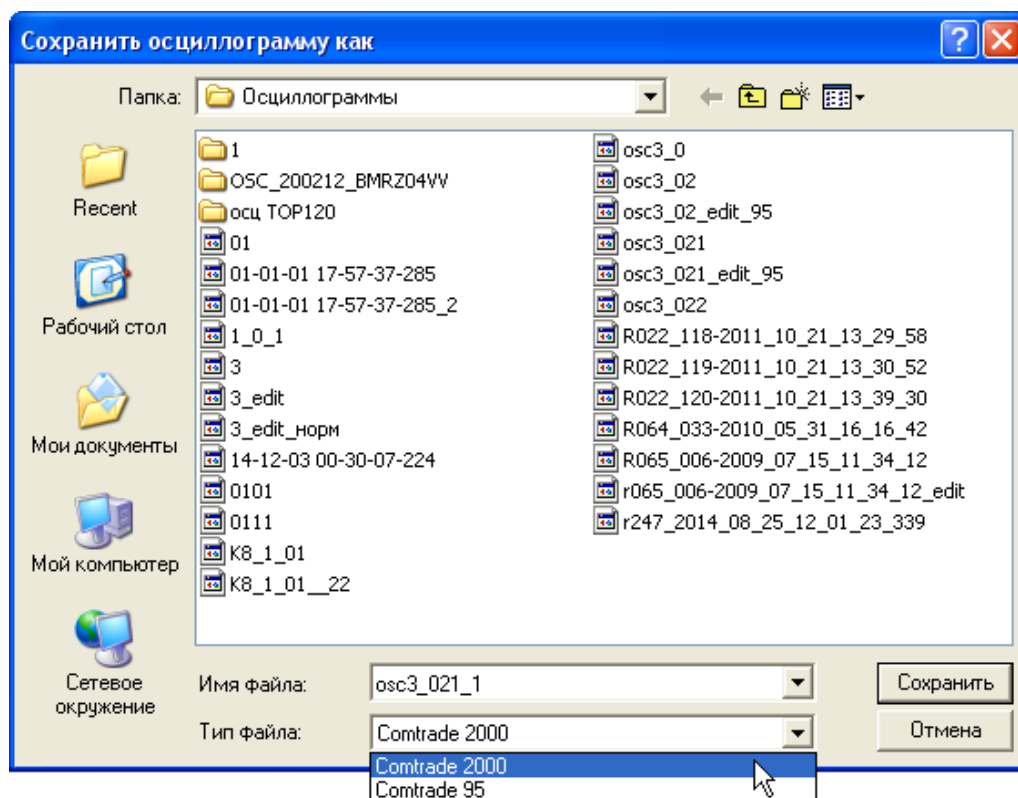 Сохранить осциллограмму как
Папка: Осциллограммы
Recent
Рабочий стол
Мои документы
Мой компьютер
Сетевое
окружение
1
OSC_200212_BMRZ04VV
осц ТОР120
01
01-01-01 17-57-37-285
01-01-01 17-57-37-285_2
1_0_1
3
3_edit
3_edit_норм
14-12-03 00-30-07-224
0101
0111
K8_1_01
K8_1_01__22
osc3_0
osc3_02
osc3_02_edit_95
osc3_021
osc3_021_edit_95
osc3_022
R022_118-2011_10_21_13_29_58
R022_119-2011_10_21_13_30_52
R022_120-2011_10_21_13_39_30
R064_033-2010_05_31_16_16_42
R065_006-2009_07_15_11_34_12
r065_006-2009_07_15_11_34_12_edit
r247_2014_08_25_12_01_23_339
Имя файла: osc3_021_1 Сохранить
Тип файла: Comtrade 2000 Отмена
Comtrade 2000
Comtrade 95